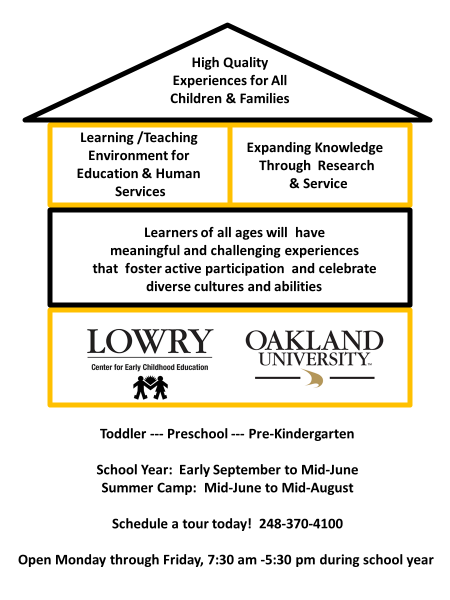 High Quality
Experiences for All
Children & Families
Learning /Teaching
Environment for
Education & Human
Services
Expanding Knowledge
Through Research
& Service
Learners of all ages will have
meaningful and challenging experiences
that foster active participation and celebrate
diverse cultures and abilities
LOWRY
Center for Early Childhood Education
OAKLAND
UNIVERSITY™
Toddler --- Preschool --- Pre-Kindergarten
School Year: Early September to Mid-June
Summer Camp: Mid-June to Mid-August
Schedule a tour today! 248-370-4100
Open Monday through Friday, 7:30 am -5:30 pm during school year